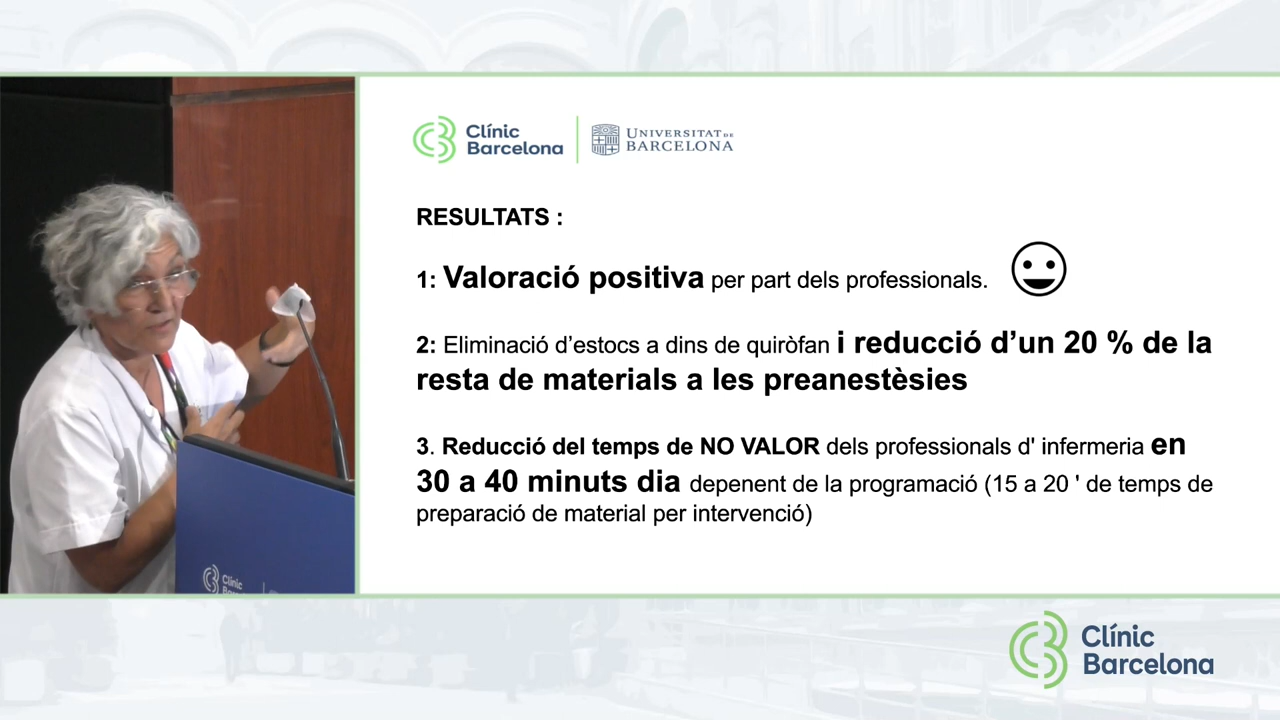 Clínic
Barcelona
UNIVERSITAT DE
BARCELONA
RESULTATS :
1: Valoració positiva per part dels professionals.
2: Eliminació d’estocs a dins de quiròfan i reducció d’un 20 % de la
resta de materials a les preanestèsies
3. Reducció del temps de NO VALOR dels professionals d' infermeria en
30 a 40 minuts dia depenent de la programació (15 a 20 ' de temps de
preparació de material per intervenció)
Clínic
Clínic
Barcelona